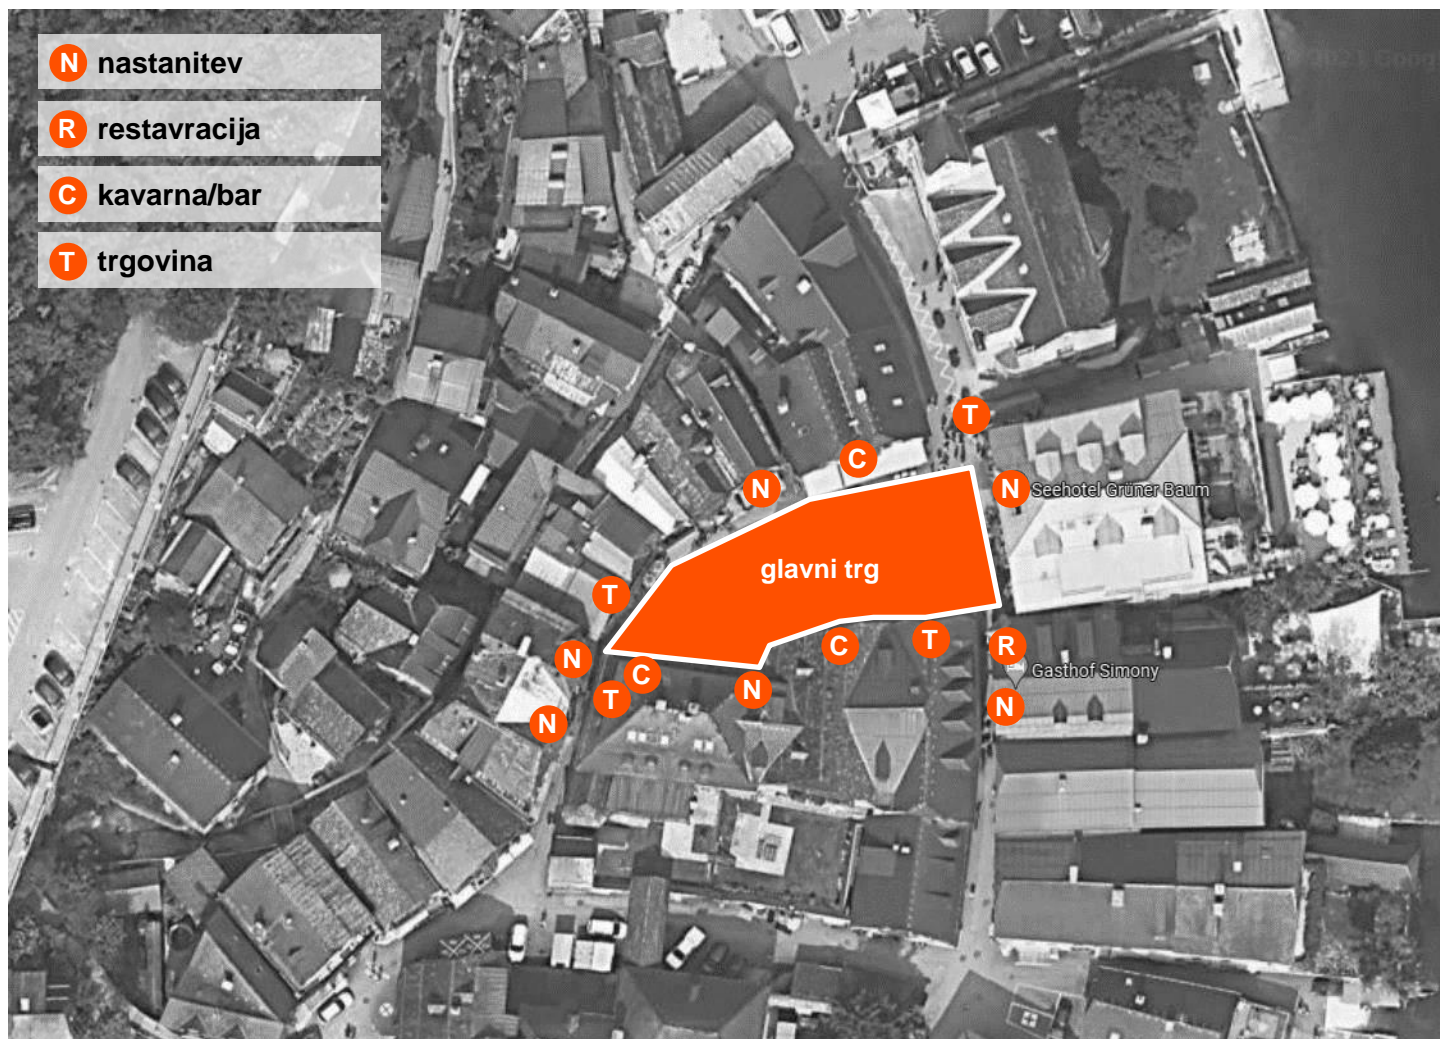 N nastanitev
R restavracija
C kavarna/bar
T trgovina
T
C
N
N Seehotel Grüner Baum
glavni trg
T
C
T
R
N
C
Gasthof Simony
T
N
N
N